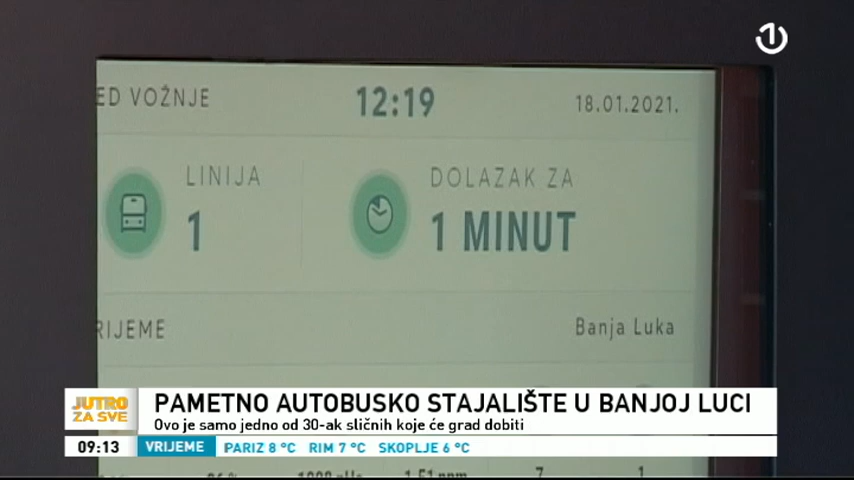 1
ED VOŽNJE 12:19 18.01.2021.
LINIJA DOLAZAK ZA
1 1 MINUT
RIJEME Banja Luka
JUTRO ZA SVE
PAMETNO AUTOBUSKO STAJALIŠTE U BANJOJ LUCI
Ovo je samo jedno od 30-ak sličnih koje će grad dobiti
09:13 VRIJEME PARIZ 8 °C RIM 7 °C SKOPLJE 6 °C